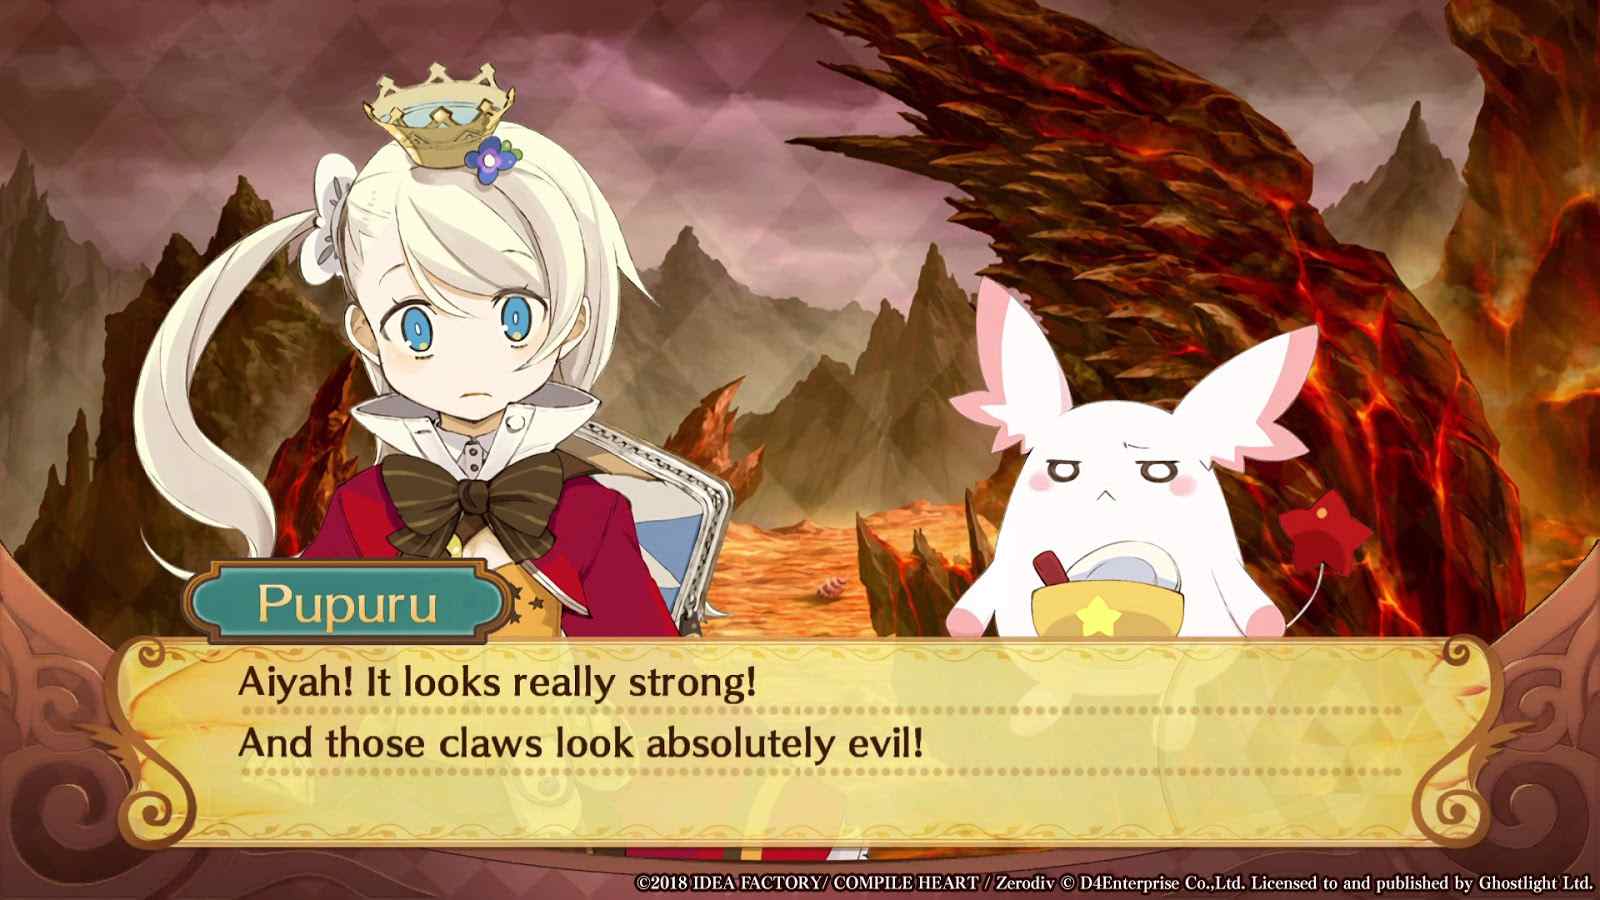 Pupuru
Aiyah! It looks really strong!
And those claws look absolutely evil!
©2018 IDEA FACTORY/ COMPILE HEART / Zerodiv © D4Enterprise Co.,Ltd. Licensed to and published by Ghostlight Ltd.